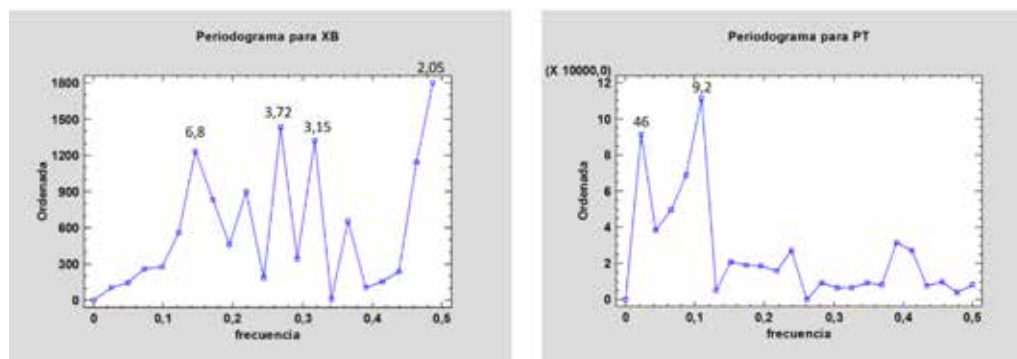 Periodograma para XB
2,05
1800
1500
3,72
3,15
6,8
1200
900
600
300
0
Ordenada
0 0,1 0,2 0,3 0,4 0,5
frecuencia
Periodograma para PT
(X 10000,0)
12
9,2
10
46
8
6
4
2
0
Ordenada
0 0,1 0,2 0,3 0,4 0,5
frecuencia